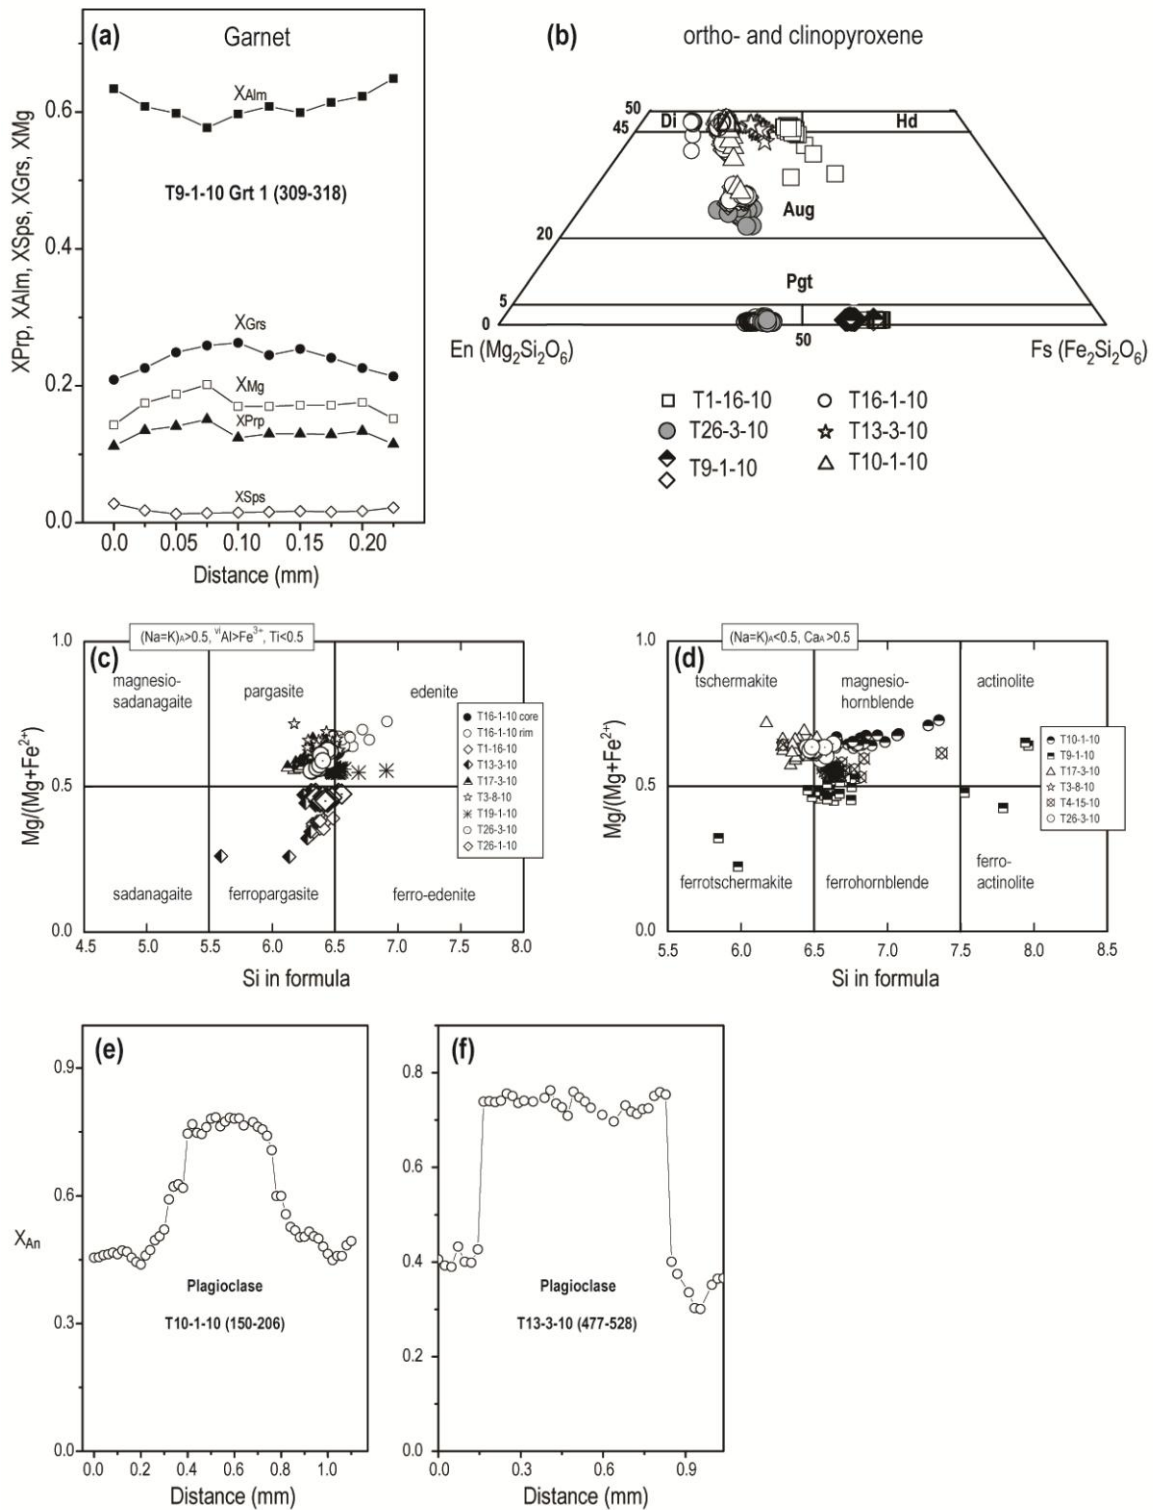 (a)
Garnet
XAlm
T9-1-10 Grt 1 (309-318)
XGrs
XMg
XPrp
XSps
XPrp, XAlm, XSps, XGrs, XMg
0.6
0.4
0.2
0.0
0.0 0.05 0.10 0.15 0.20
Distance (mm)
(b)
ortho- and clinopyroxene
50
45
Di
Hd
Aug
20
Pgt
5
0
50
En (Mg₂Si₂O₆)
Fs (Fe₂Si₂O₆)
T1-16-10
T26-3-10
T9-1-10
T16-1-10
T13-3-10
T10-1-10
(Na=K)A>0.5, ᵛⁱAl>Fe³⁺, Ti<0.5
(c)
magnesio-
sadanagaite
pargasite
edenite
T16-1-10 core
T16-1-10 rim
T1-16-10
T13-3-10
T17-3-10
T3-8-10
T19-1-10
T26-3-10
T26-1-10
sadanagaite
ferropargasite
ferro-edenite
Mg/(Mg+Fe²⁺)
1.0
0.5
0.0
4.5 5.0 5.5 6.0 6.5 7.0 7.5 8.0
Si in formula
(Na=K)A<0.5, CaA >0.5
(d)
tschermakite
magnesio-
hornblende
actinolite
T10-1-10
T9-1-10
T17-3-10
T3-8-10
T4-15-10
T26-3-10
ferrotschermakite
ferrohornblende
ferro-
actinolite
Mg/(Mg+Fe²⁺)
1.0
0.5
0.0
5.5 6.0 6.5 7.0 7.5 8.0 8.5
Si in formula
(e)
0.9
0.6
0.3
0.0
XAn
Plagioclase
T10-1-10 (150-206)
0.0 0.2 0.4 0.6 0.8 1.0
Distance (mm)
(f)
0.8
0.6
0.4
0.2
0.0
Plagioclase
T13-3-10 (477-528)
0.0 0.3 0.6 0.9
Distance (mm)